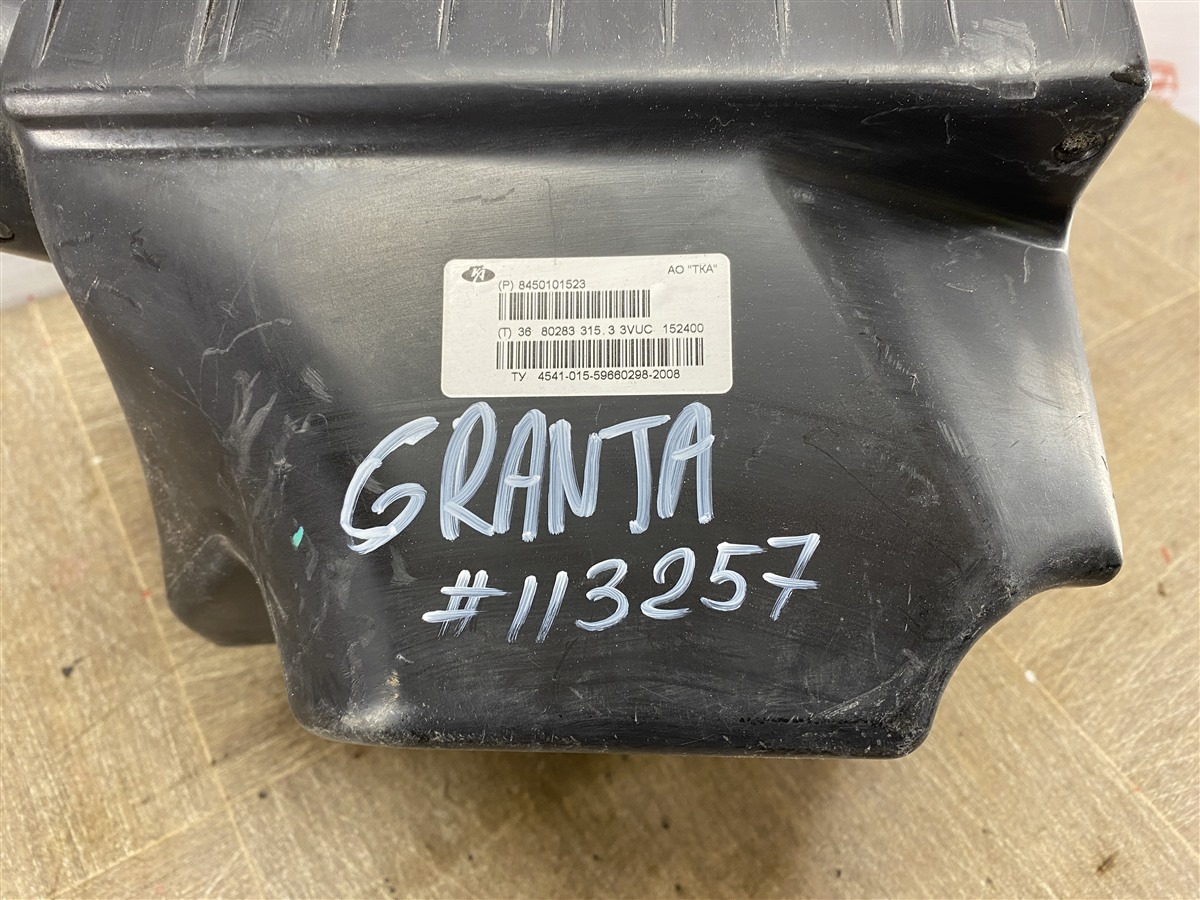 АО "ТКА"
(P) 8450101523
(T) 36 80283 315.3 3VUC 152400
ТУ 4541-015-59660298-2008
GRANTA
#113257